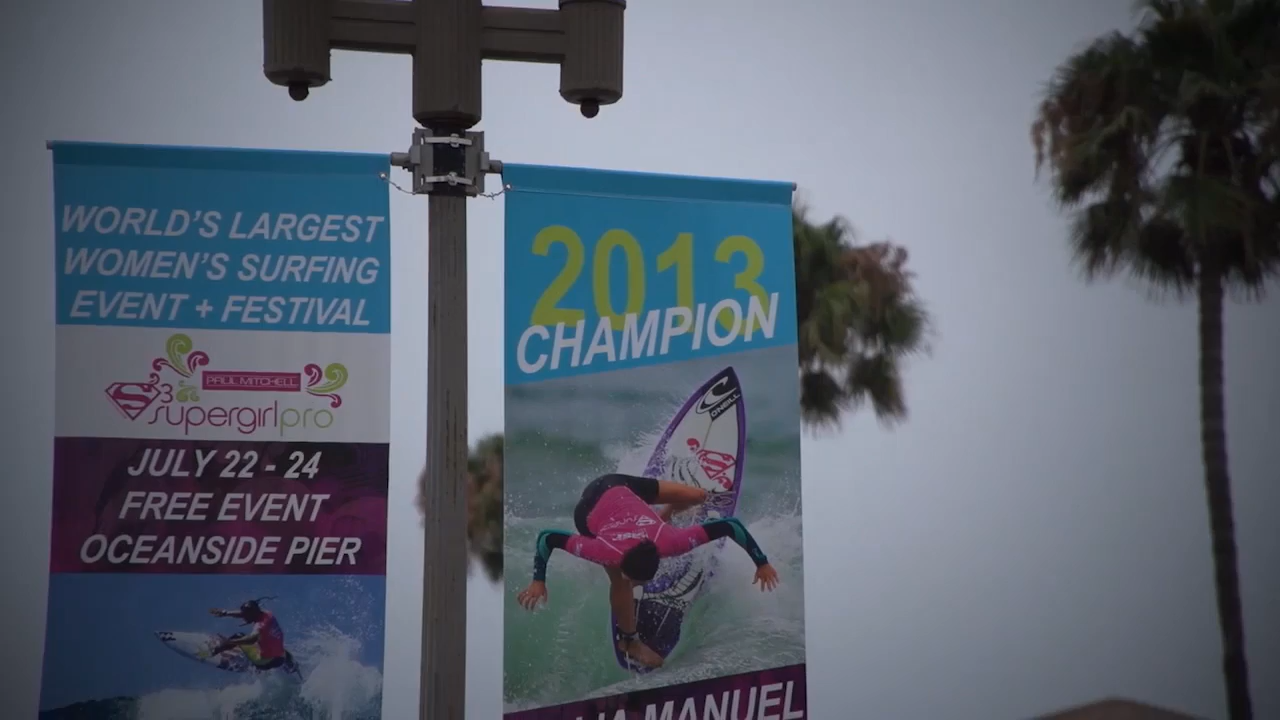 WORLD'S LARGEST
WOMEN'S SURFING
EVENT + FESTIVAL
PAUL MITCHELL
supergirlpro
JULY 22 - 24
FREE EVENT
OCEANSIDE PIER
2013
CHAMPION
O'NEILL
MANUEL